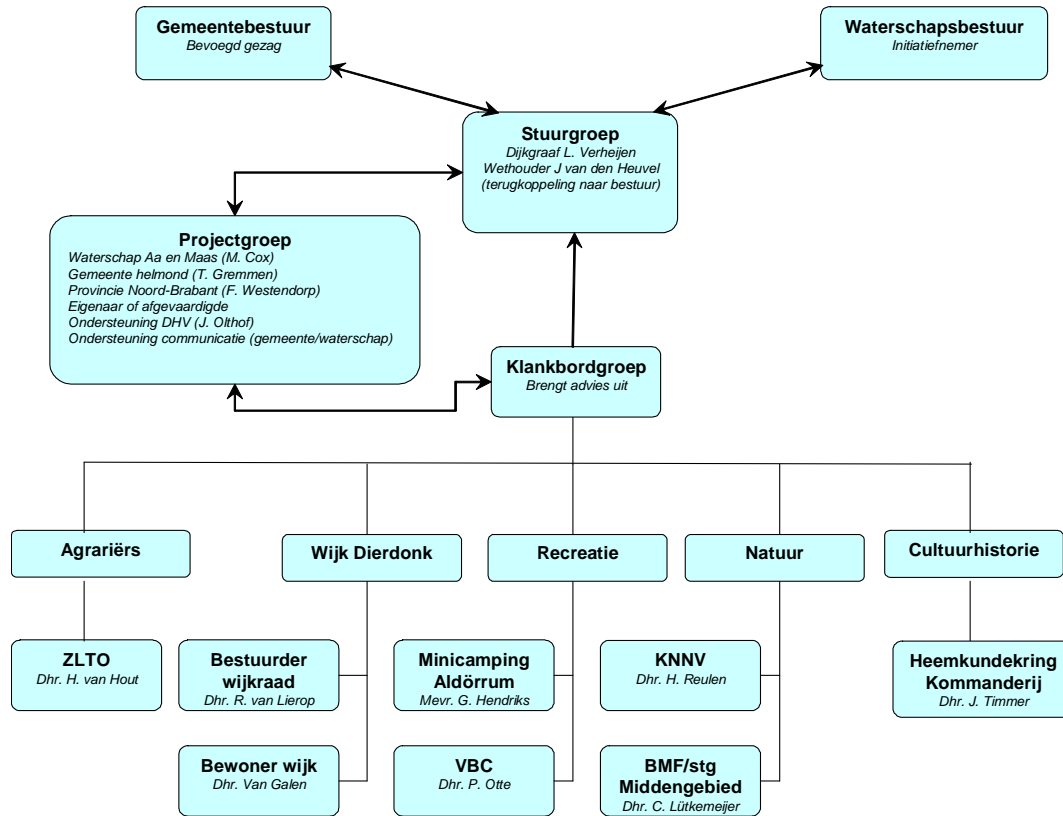 Gemeentebestuur
Bevoegd gezag
Waterschapsbestuur
Initiatiefnemer
Stuurgroep
Dijkgraaf L. Verheijen
Wethouder J van den Heuvel
(terugkoppeling naar bestuur)
Projectgroep
Waterschap Aa en Maas (M. Cox)
Gemeente helmond (T. Gremmen)
Provincie Noord-Brabant (F. Westendorp)
Eigenaar of afgevaardigde
Ondersteuning DHV (J. Olthof)
Ondersteuning communicatie (gemeente/waterschap)
Klankbordgroep
Brengt advies uit
Agrariërs
Wijk Dierdonk
Recreatie
Natuur
Cultuurhistorie
ZLTO
Dhr. H. van Hout
Bestuurder
wijkraad
Dhr. R. van Lierop
Minicamping
Aldörrum
Mevr. G. Hendriks
KNNV
Dhr. H. Reulen
Heemkundekring
Kommanderij
Dhr. J. Timmer
Bewoner wijk
Dhr. Van Galen
VBC
Dhr. P. Otte
BMF/stg
Middengebied
Dhr. C. Lütkemeijer